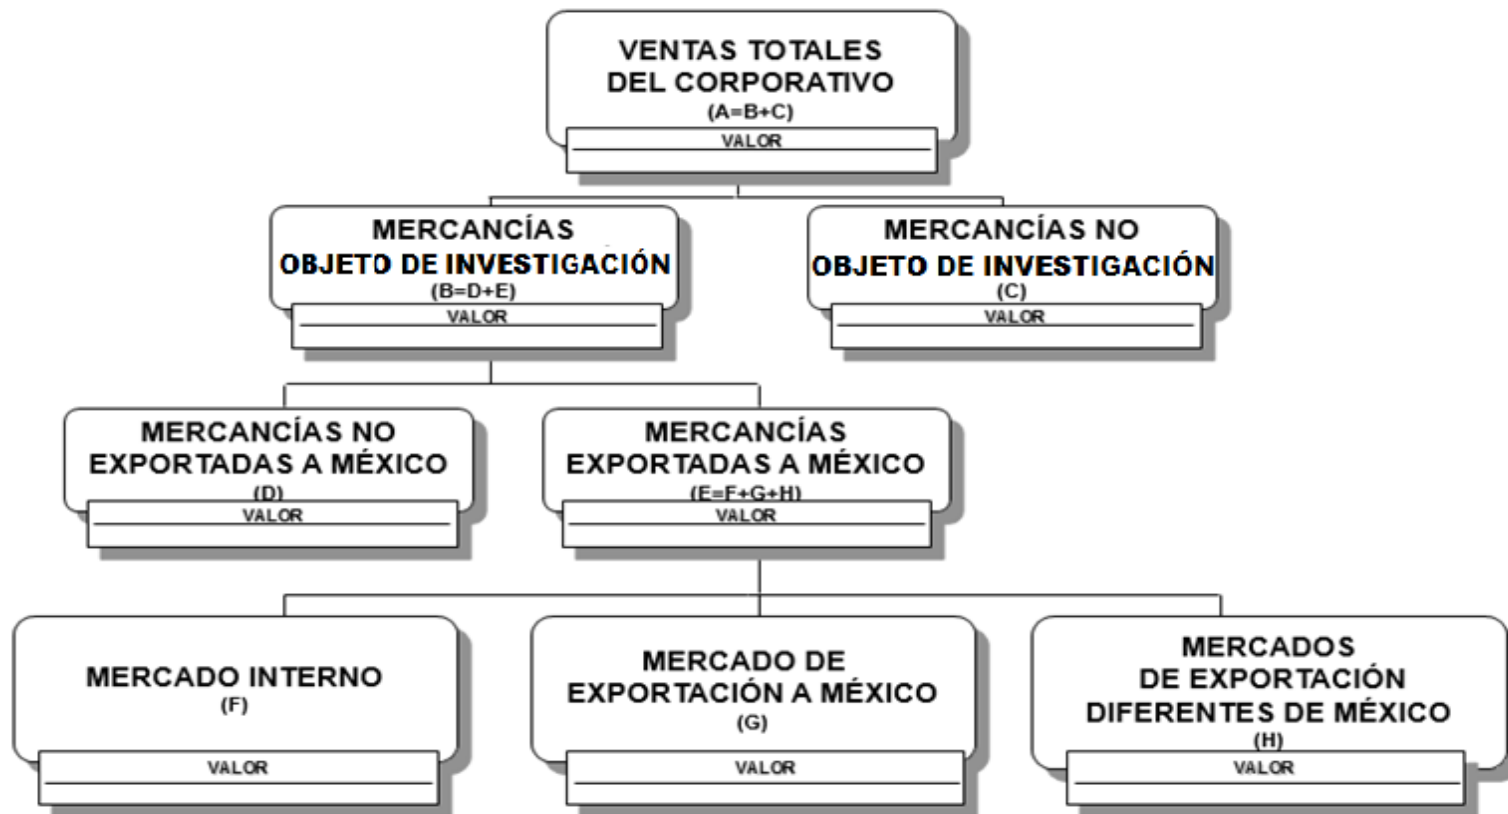 VENTAS TOTALES
DEL CORPORATIVO
(A=B+C)
VALOR
MERCANCÍAS
OBJETO DE INVESTIGACIÓN
(B=D+E)
VALOR
MERCANCÍAS NO
OBJETO DE INVESTIGACIÓN
(C)
VALOR
MERCANCÍAS NO
EXPORTADAS A MÉXICO
(D)
VALOR
MERCANCÍAS
EXPORTADAS A MÉXICO
(E=F+G+H)
VALOR
MERCADO INTERNO
(F)
VALOR
MERCADO DE
EXPORTACIÓN A MÉXICO
(G)
VALOR
MERCADOS
DE EXPORTACIÓN
DIFERENTES DE MÉXICO
(H)
VALOR